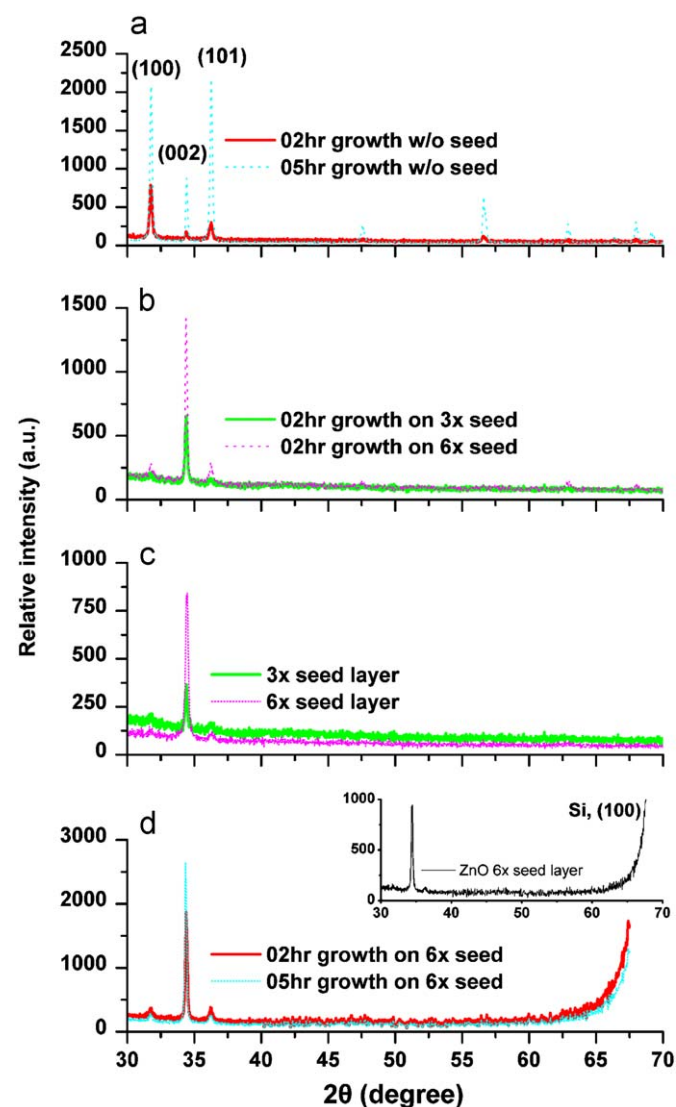 a
2500
2000
1500
1000
500
0
(100)
(002)
(101)
02hr growth w/o seed
05hr growth w/o seed
b
1500
1000
500
0
02hr growth on 3x seed
02hr growth on 6x seed
c
1000
750
500
250
0
3x seed layer
6x seed layer
d
3000
2000
1000
0
1000
500
0
Si, (100)
ZnO 6x seed layer
30 40 50 60 70
02hr growth on 6x seed
05hr growth on 6x seed
30 35 40 45 50 55 60 65 70
2θ (degree)
Relative intensity (a.u.)